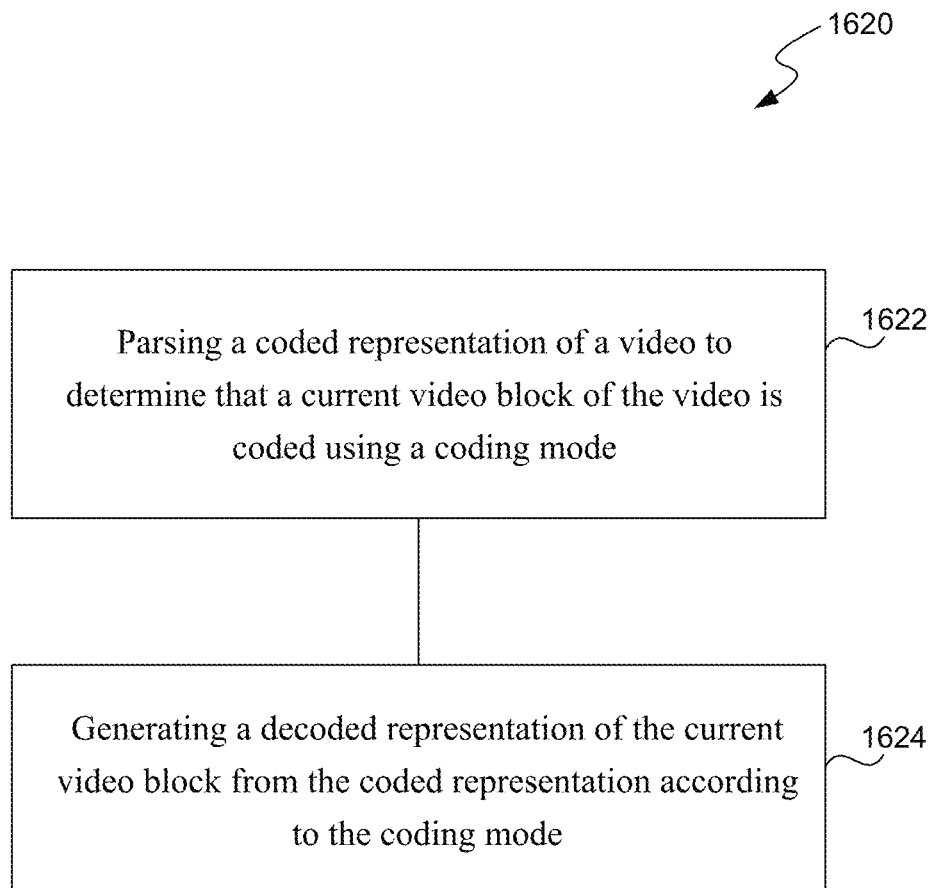 1620
Parsing a coded representation of a video to
determine that a current video block of the video is
coded using a coding mode
1622
Generating a decoded representation of the current
video block from the coded representation according
to the coding mode
1624